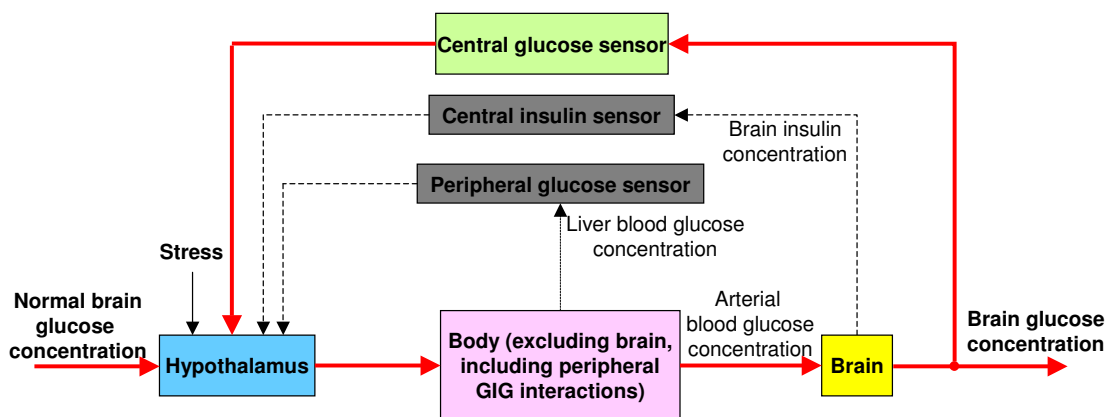 Central glucose sensor
Central insulin sensor
Brain insulin
concentration
Peripheral glucose sensor
Liver blood glucose
concentration
Stress
Normal brain
glucose
concentration
Hypothalamus
Body (excluding brain,
including peripheral
GIG interactions)
Arterial
blood glucose
concentration
Brain
Brain glucose
concentration